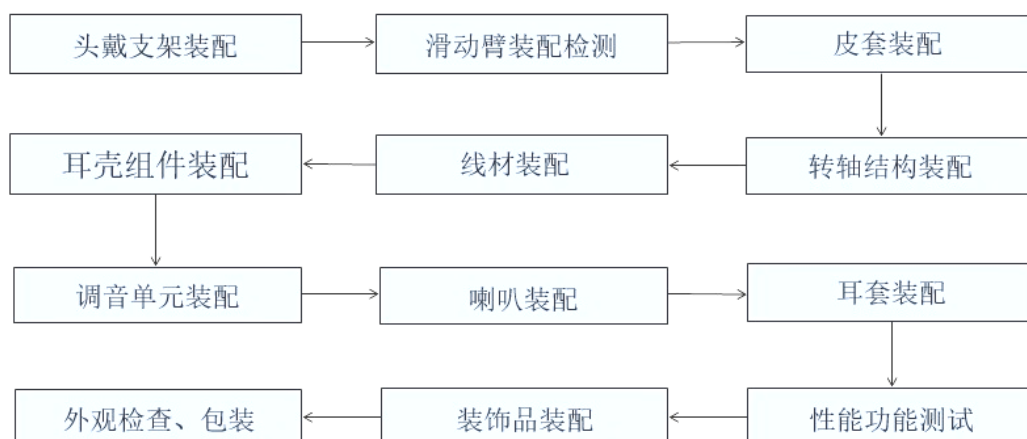 头戴支架装配
滑动臂装配检测
皮套装配
转轴结构装配
线材装配
耳壳组件装配
调音单元装配
喇叭装配
耳套装配
性能功能测试
装饰品装配
外观检查、包装